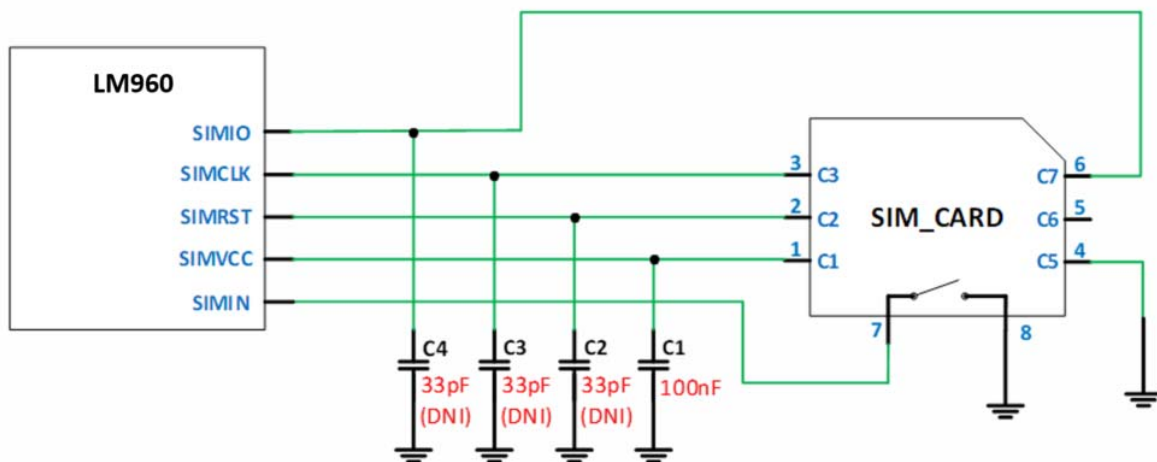 LM960
SIMIO
SIMCLK
SIMRST
SIMVCC
SIMIN
3 C3
2 C2
1 C1
SIM_CARD
C7 6
C6 5
C5 4
7
8
C4
33pF
(DNI)
C3
33pF
(DNI)
C2
33pF
(DNI)
C1
100nF